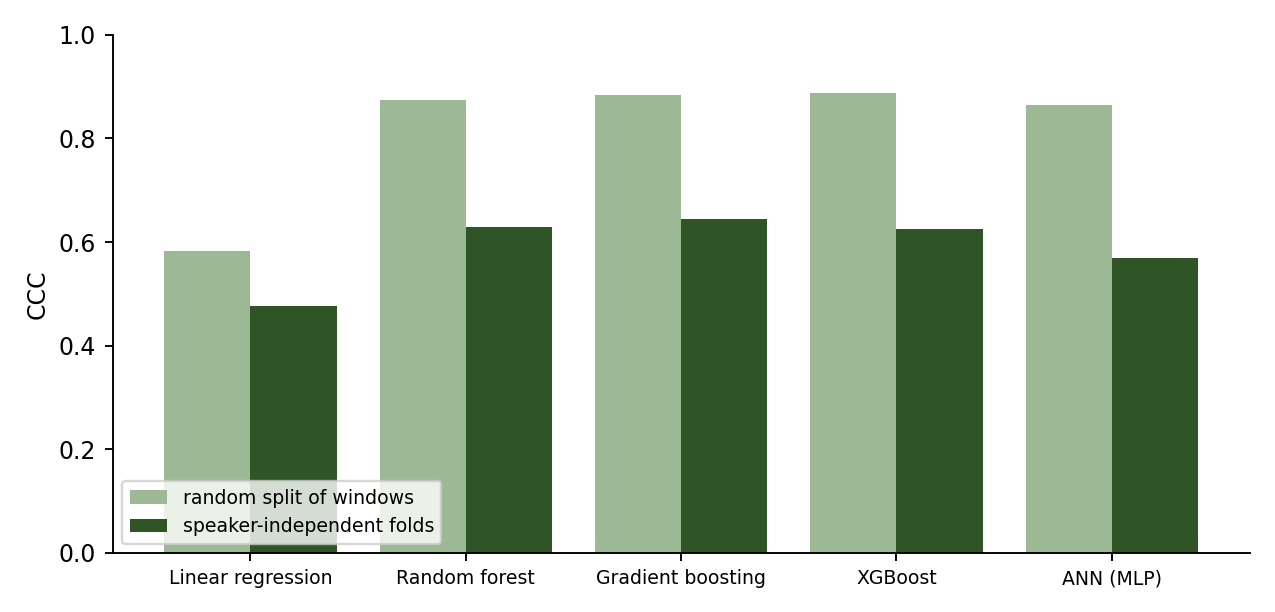 CCC
1.0
0.8
0.6
0.4
0.2
0.0
random split of windows
speaker-independent folds
Linear regression
Random forest
Gradient boosting
XGBoost
ANN (MLP)